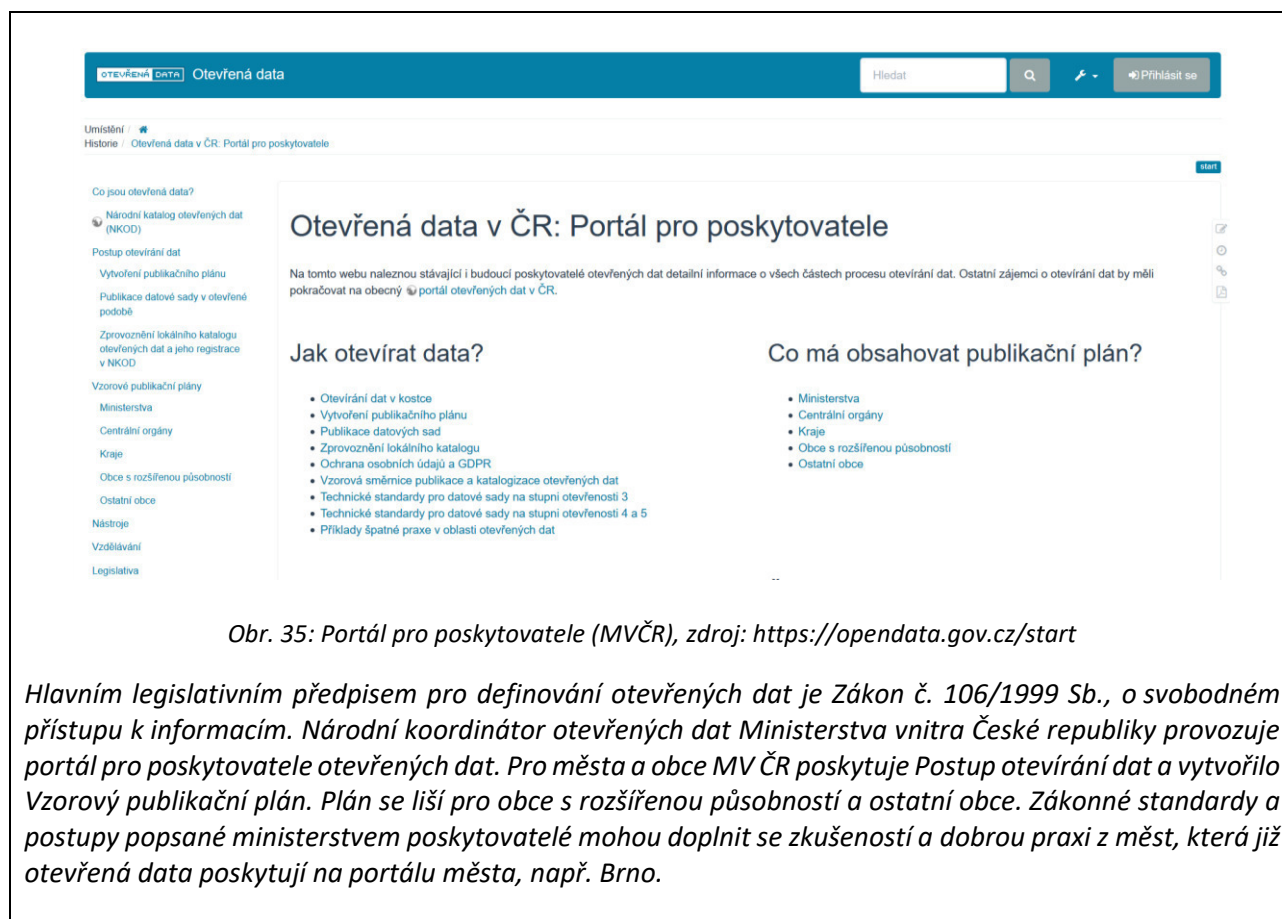 OTEVŘENÁ DATA Otevřená data
Hledat
Přihlásit se
Umístění /
Historie / Otevřená data v ČR: Portál pro poskytovatele
start
Co jsou otevřená data?
Národní katalog otevřených dat
(NKOD)
Postup otevírání dat
Vytvoření publikačního plánu
Publikace datové sady v otevřené
podobě
Zprovoznění lokálního katalogu
otevřených dat a jeho registrace
v NKOD
Vzorové publikační plány
Ministerstva
Centrální orgány
Kraje
Obce s rozšířenou působností
Ostatní obce
Nástroje
Vzdělávání
Legislativa
Otevřená data v ČR: Portál pro poskytovatele
Na tomto webu naleznou stávající i budoucí poskytovatelé otevřených dat detailní informace o všech částech procesu otevírání dat. Ostatní zájemci o otevírání dat by měli
pokračovat na obecný portál otevřených dat v ČR.
Jak otevírat data?
• Otevírání dat v kostce
• Vytvoření publikačního plánu
• Publikace datových sad
• Zprovoznění lokálního katalogu
• Ochrana osobních údajů a GDPR
• Vzorová směrnice publikace a katalogizace otevřených dat
• Technické standardy pro datové sady na stupni otevřenosti 3
• Technické standardy pro datové sady na stupni otevřenosti 4 a 5
• Příklady špatné praxe v oblasti otevřených dat
Co má obsahovat publikační plán?
• Ministerstva
• Centrální orgány
• Kraje
• Obce s rozšířenou působností
• Ostatní obce
Obr. 35: Portál pro poskytovatele (MVČR), zdroj: https://opendata.gov.cz/start
Hlavním legislativním předpisem pro definování otevřených dat je Zákon č. 106/1999 Sb., o svobodném
přístupu k informacím. Národní koordinátor otevřených dat Ministerstva vnitra České republiky provozuje
portál pro poskytovatele otevřených dat. Pro města a obce MV ČR poskytuje Postup otevírání dat a vytvořilo
Vzorový publikační plán. Plán se liší pro obce s rozšířenou působností a ostatní obce. Zákonné standardy a
postupy popsané ministerstvem poskytovatelé mohou doplnit se zkušeností a dobrou praxi z měst, která již
otevřená data poskytují na portálu města, např. Brno.